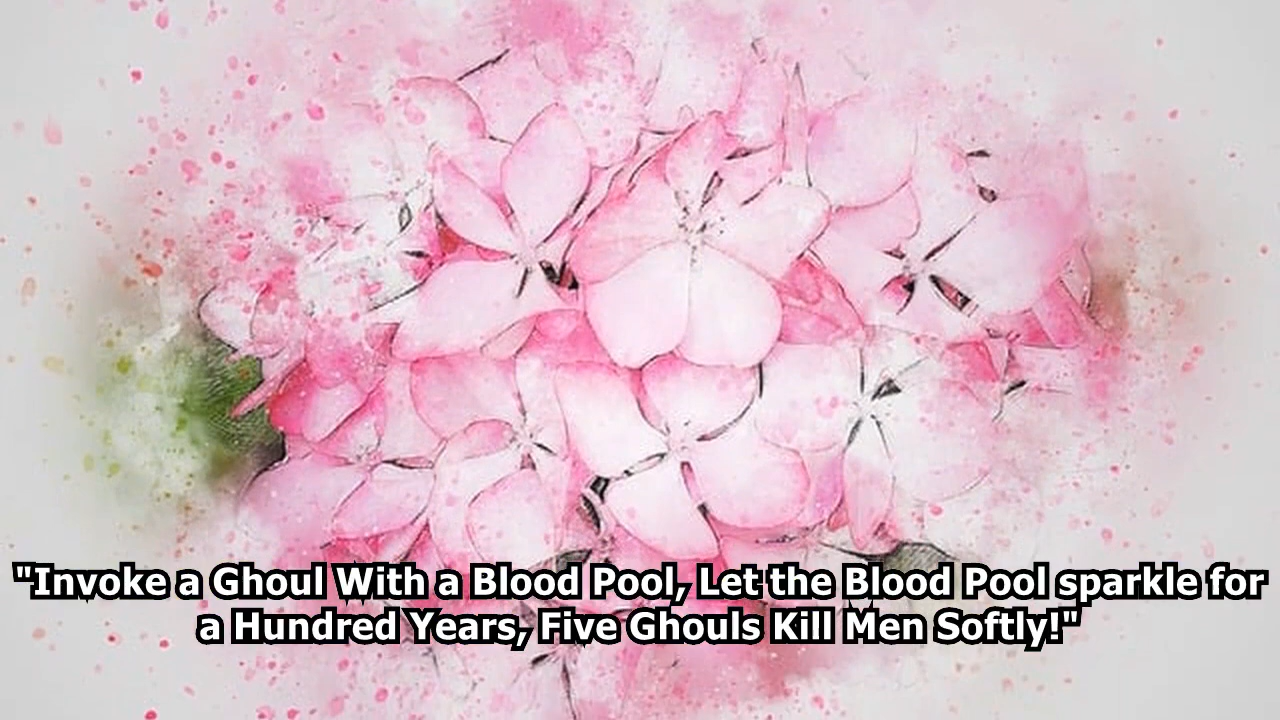 "Invoke a Ghoul With a Blood Pool, Let the Blood Pool sparkle for
a Hundred Years, Five Ghouls Kill Men Softly!"